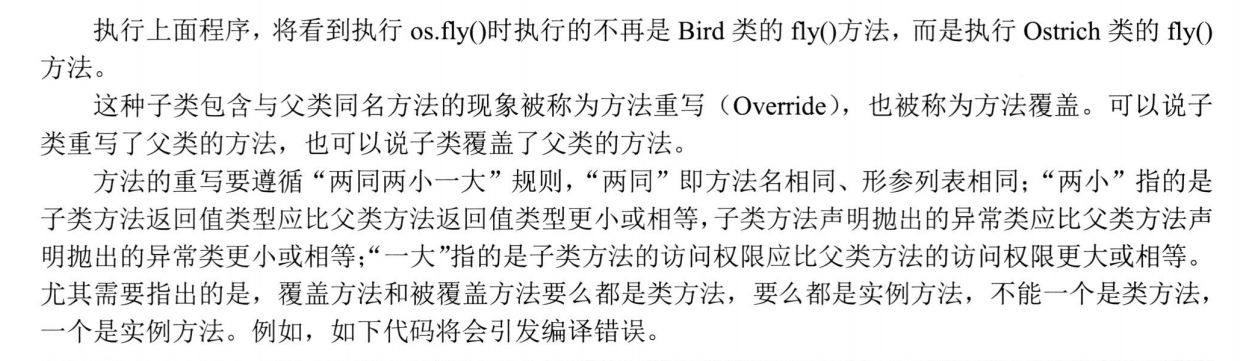 执行上面程序，将看到执行 os.fly()时执行的不再是 Bird 类的 fly()方法，而是执行 Ostrich 类的 fly()
方法。
这种子类包含与父类同名方法的现象被称为方法重写（Override），也被称为方法覆盖。可以说子
类重写了父类的方法，也可以说子类覆盖了父类的方法。
方法的重写要遵循“两同两小一大”规则，“两同”即方法名相同、形参列表相同；“两小”指的是
子类方法返回值类型应比父类方法返回值类型更小或相等，子类方法声明抛出的异常类应比父类方法声
明抛出的异常类更小或相等；“一大”指的是子类方法的访问权限应比父类方法的访问权限更大或相等。
尤其需要指出的是，覆盖方法和被覆盖方法要么都是类方法，要么都是实例方法，不能一个是类方法，
一个是实例方法。例如，如下代码将会引发编译错误。